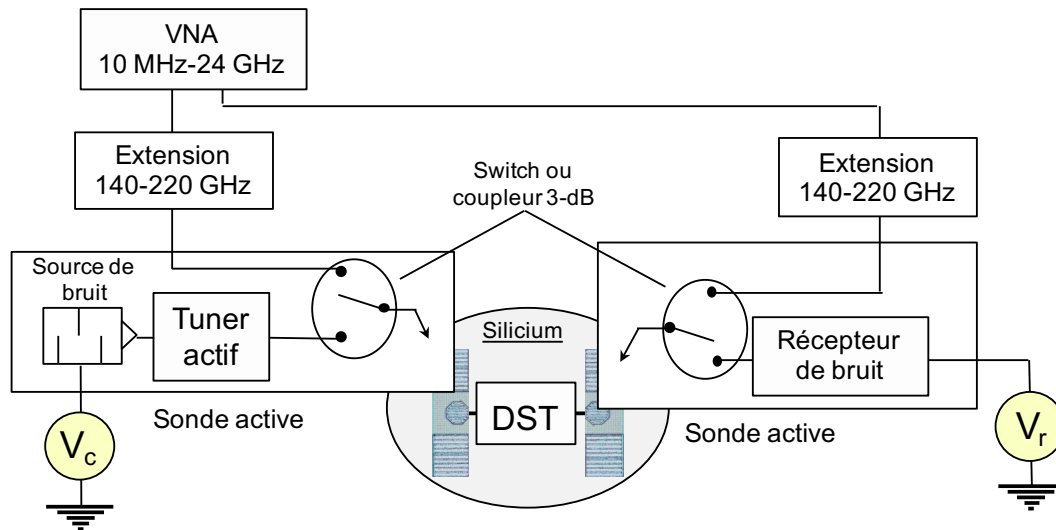 VNA
10 MHz-24 GHz
Extension
140-220 GHz
Switch ou
coupleur 3-dB
Extension
140-220 GHz
Source de
bruit
Tuner
actif
Silicium
DST
Récepteur
de bruit
Sonde active
Sonde active
Vc
Vr